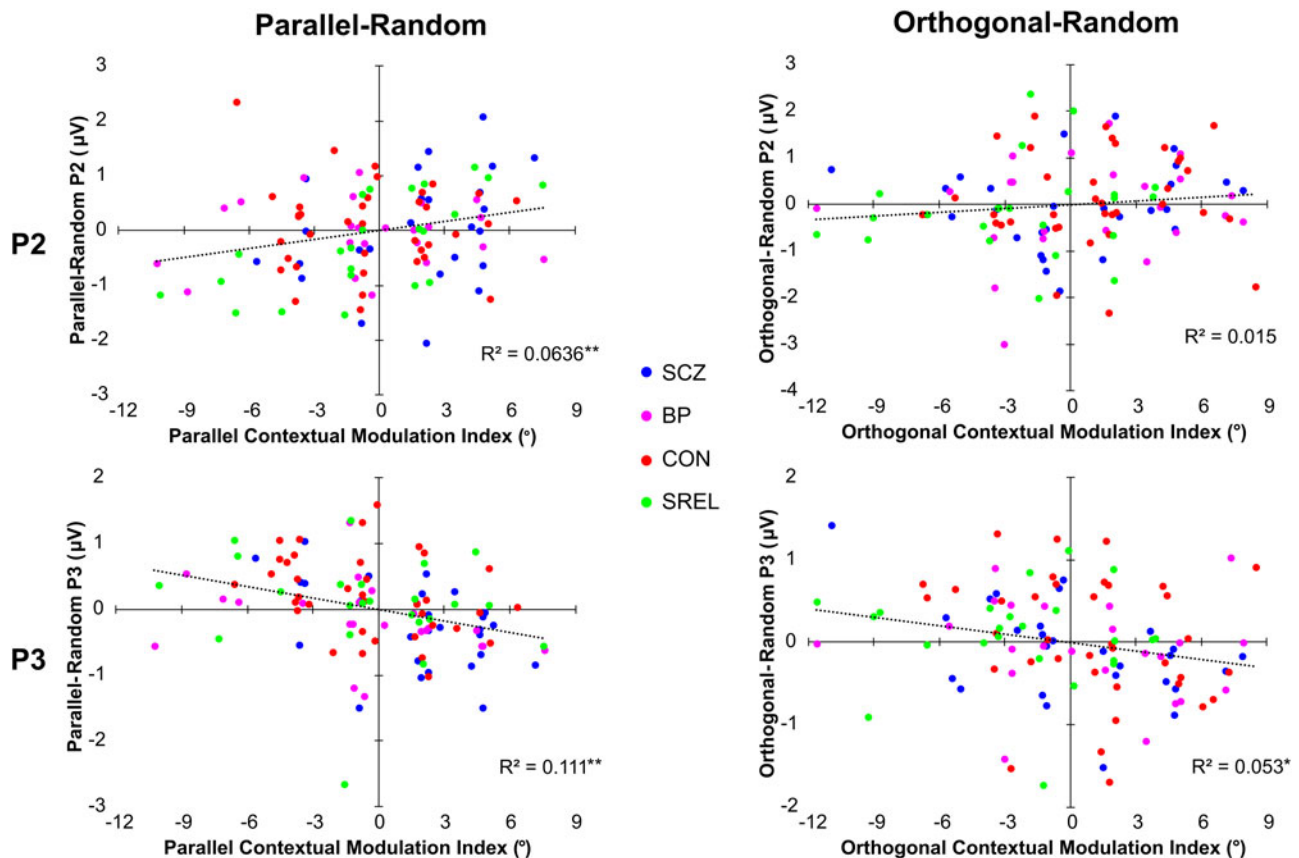 Parallel-Random
Orthogonal-Random
P2
Parallel-Random P2 (µV)
3
2
1
0
-1
-2
-3
-12 -9 -6 -3 0 3 6 9
Parallel Contextual Modulation Index (°)
R² = 0.0636**
Orthogonal-Random P2 (µV)
3
2
1
0
-1
-2
-3
-4
-12 -9 -6 -3 0 3 6 9
Orthogonal Contextual Modulation Index (°)
R² = 0.015
SCZ
BP
CON
SREL
P3
Parallel-Random P3 (µV)
2
1
0
-1
-2
-3
-12 -9 -6 -3 0 3 6 9
Parallel Contextual Modulation Index (°)
R² = 0.111**
Orthogonal-Random P3 (µV)
2
1
0
-1
-2
-12 -9 -6 -3 0 3 6 9
Orthogonal Contextual Modulation Index (°)
R² = 0.053*